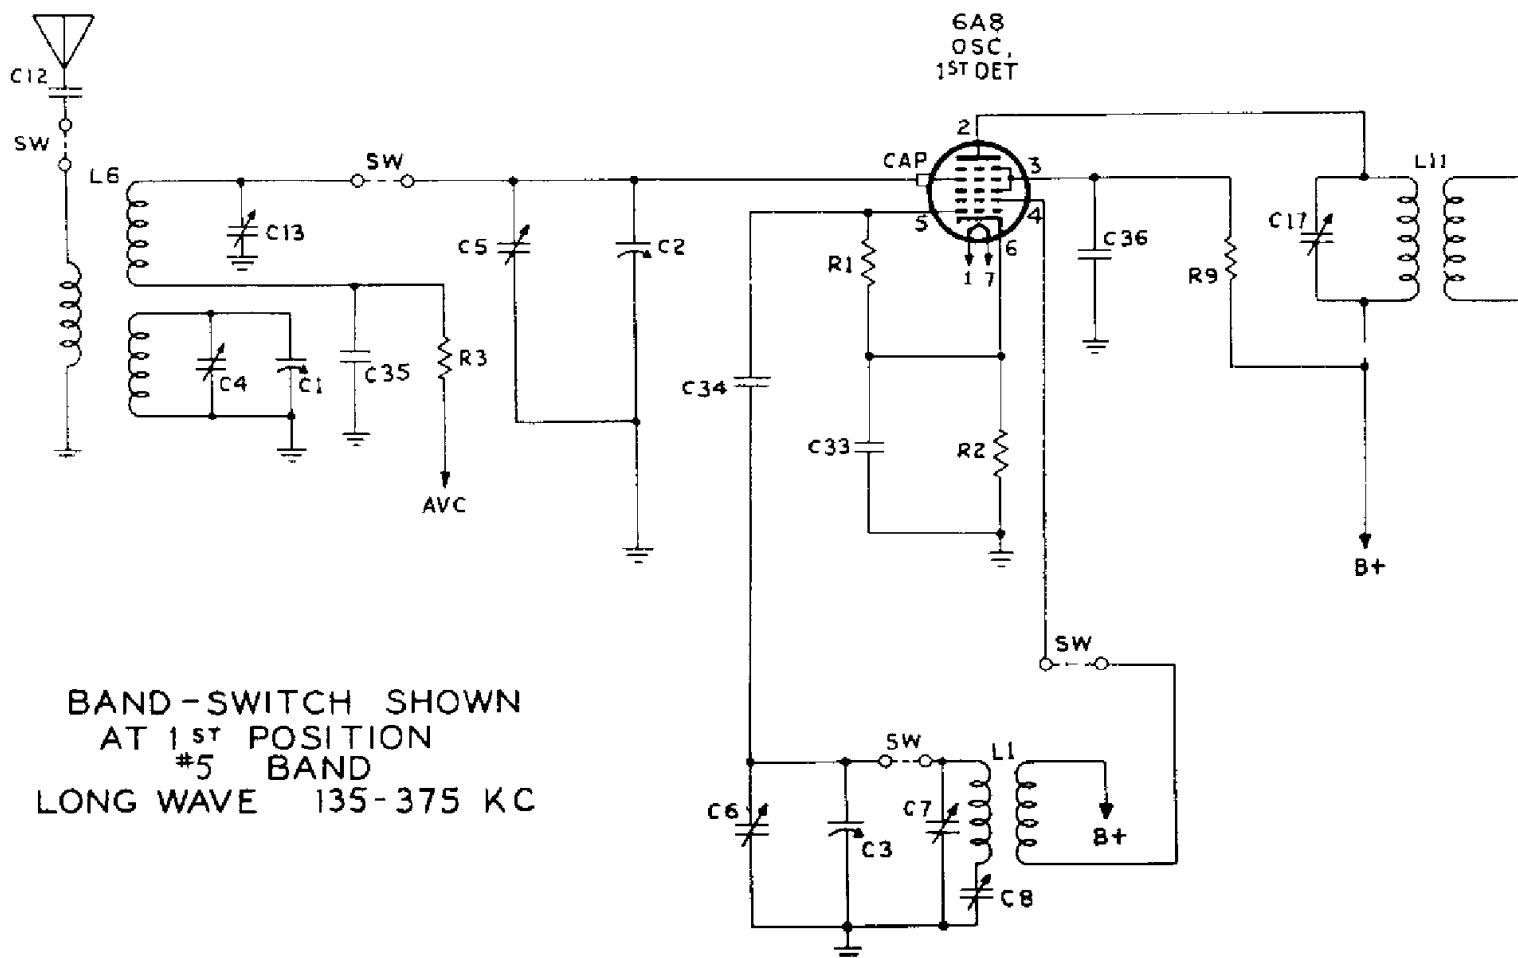 6A8
OSC,
1ST DET
C12
SW
L6
SW
CAP
2
3
5
4
6
1 7
L11
C13
C5
C2
R1
C36
R9
C17
C4
C1
C35
R3
C34
C33
R2
AVC
B+
SW
BAND-SWITCH SHOWN
AT 1ST POSITION
#5 BAND
LONG WAVE 135-375 KC
SW
L1
C6
C3
C7
B+
C8